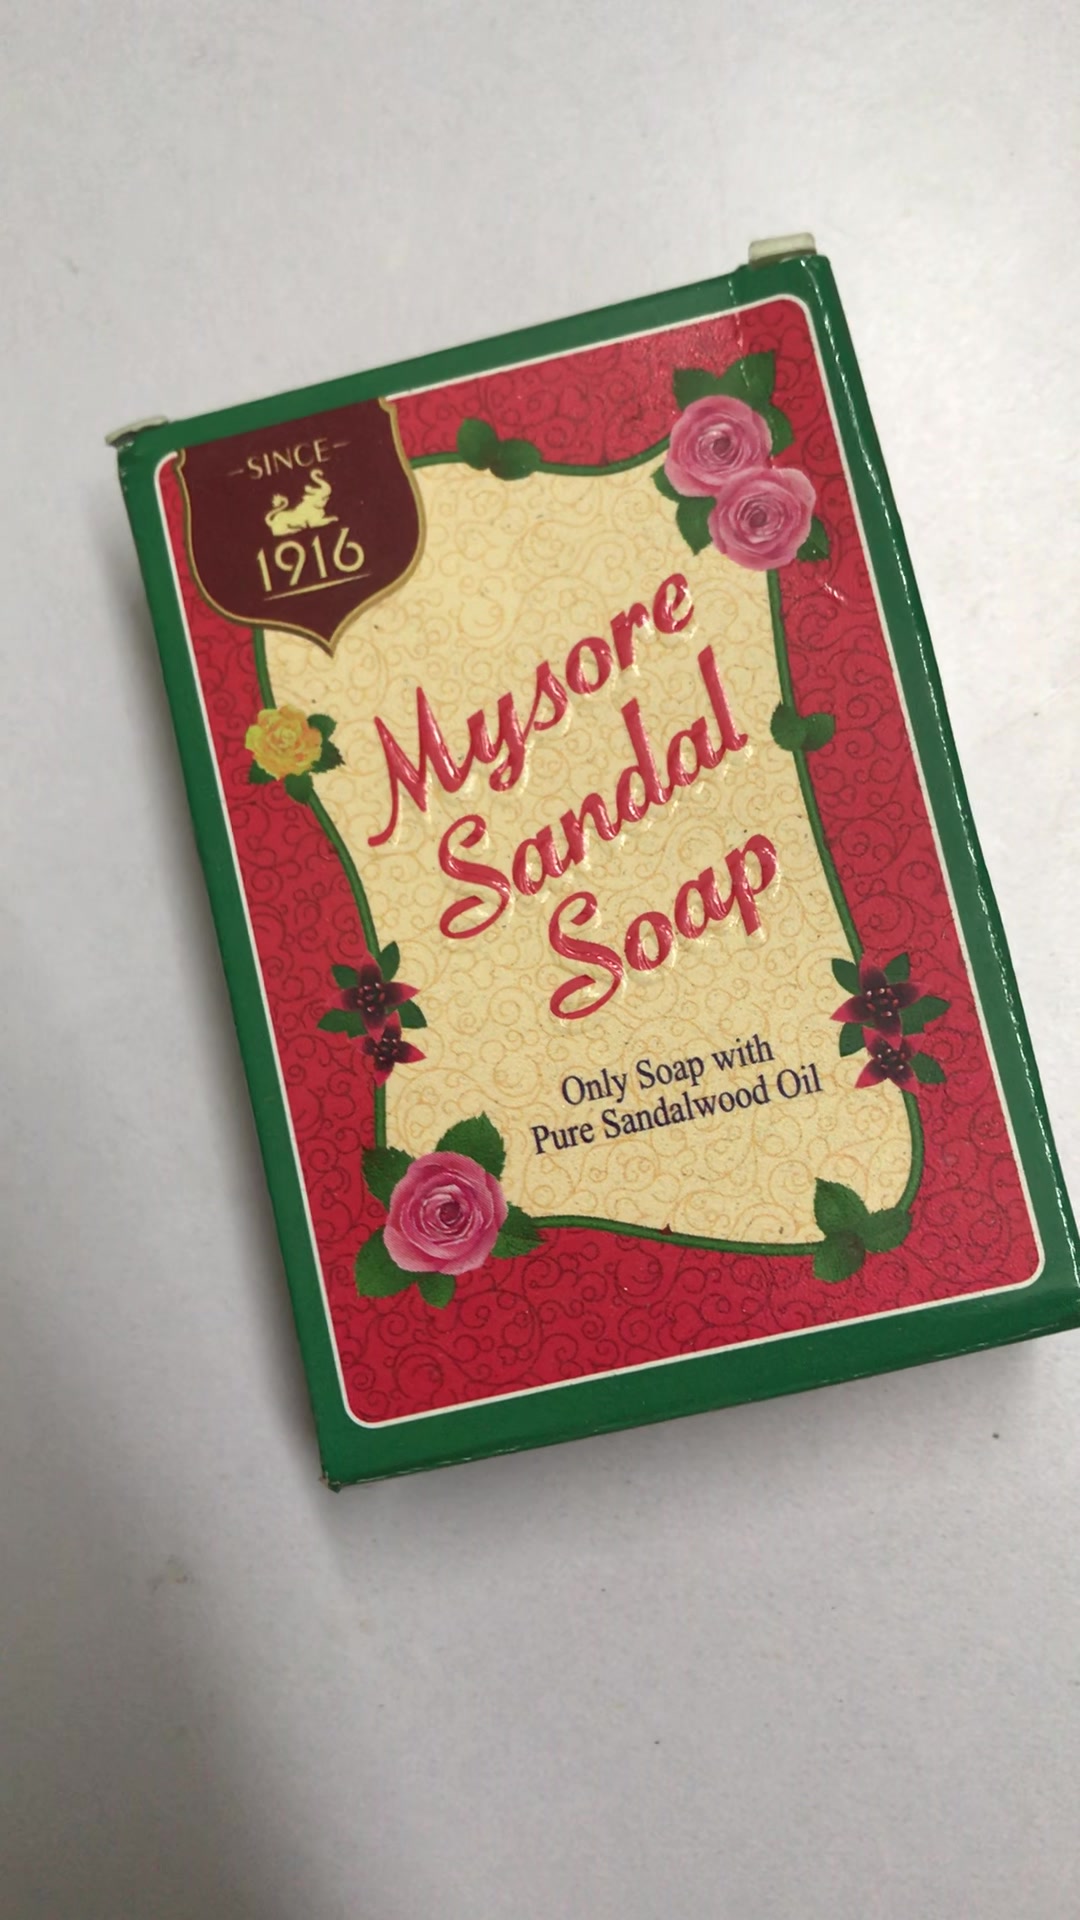 -SINCE-
1916
Mysore
Sandal
Soap
Only Soap with
Pure Sandalwood Oil